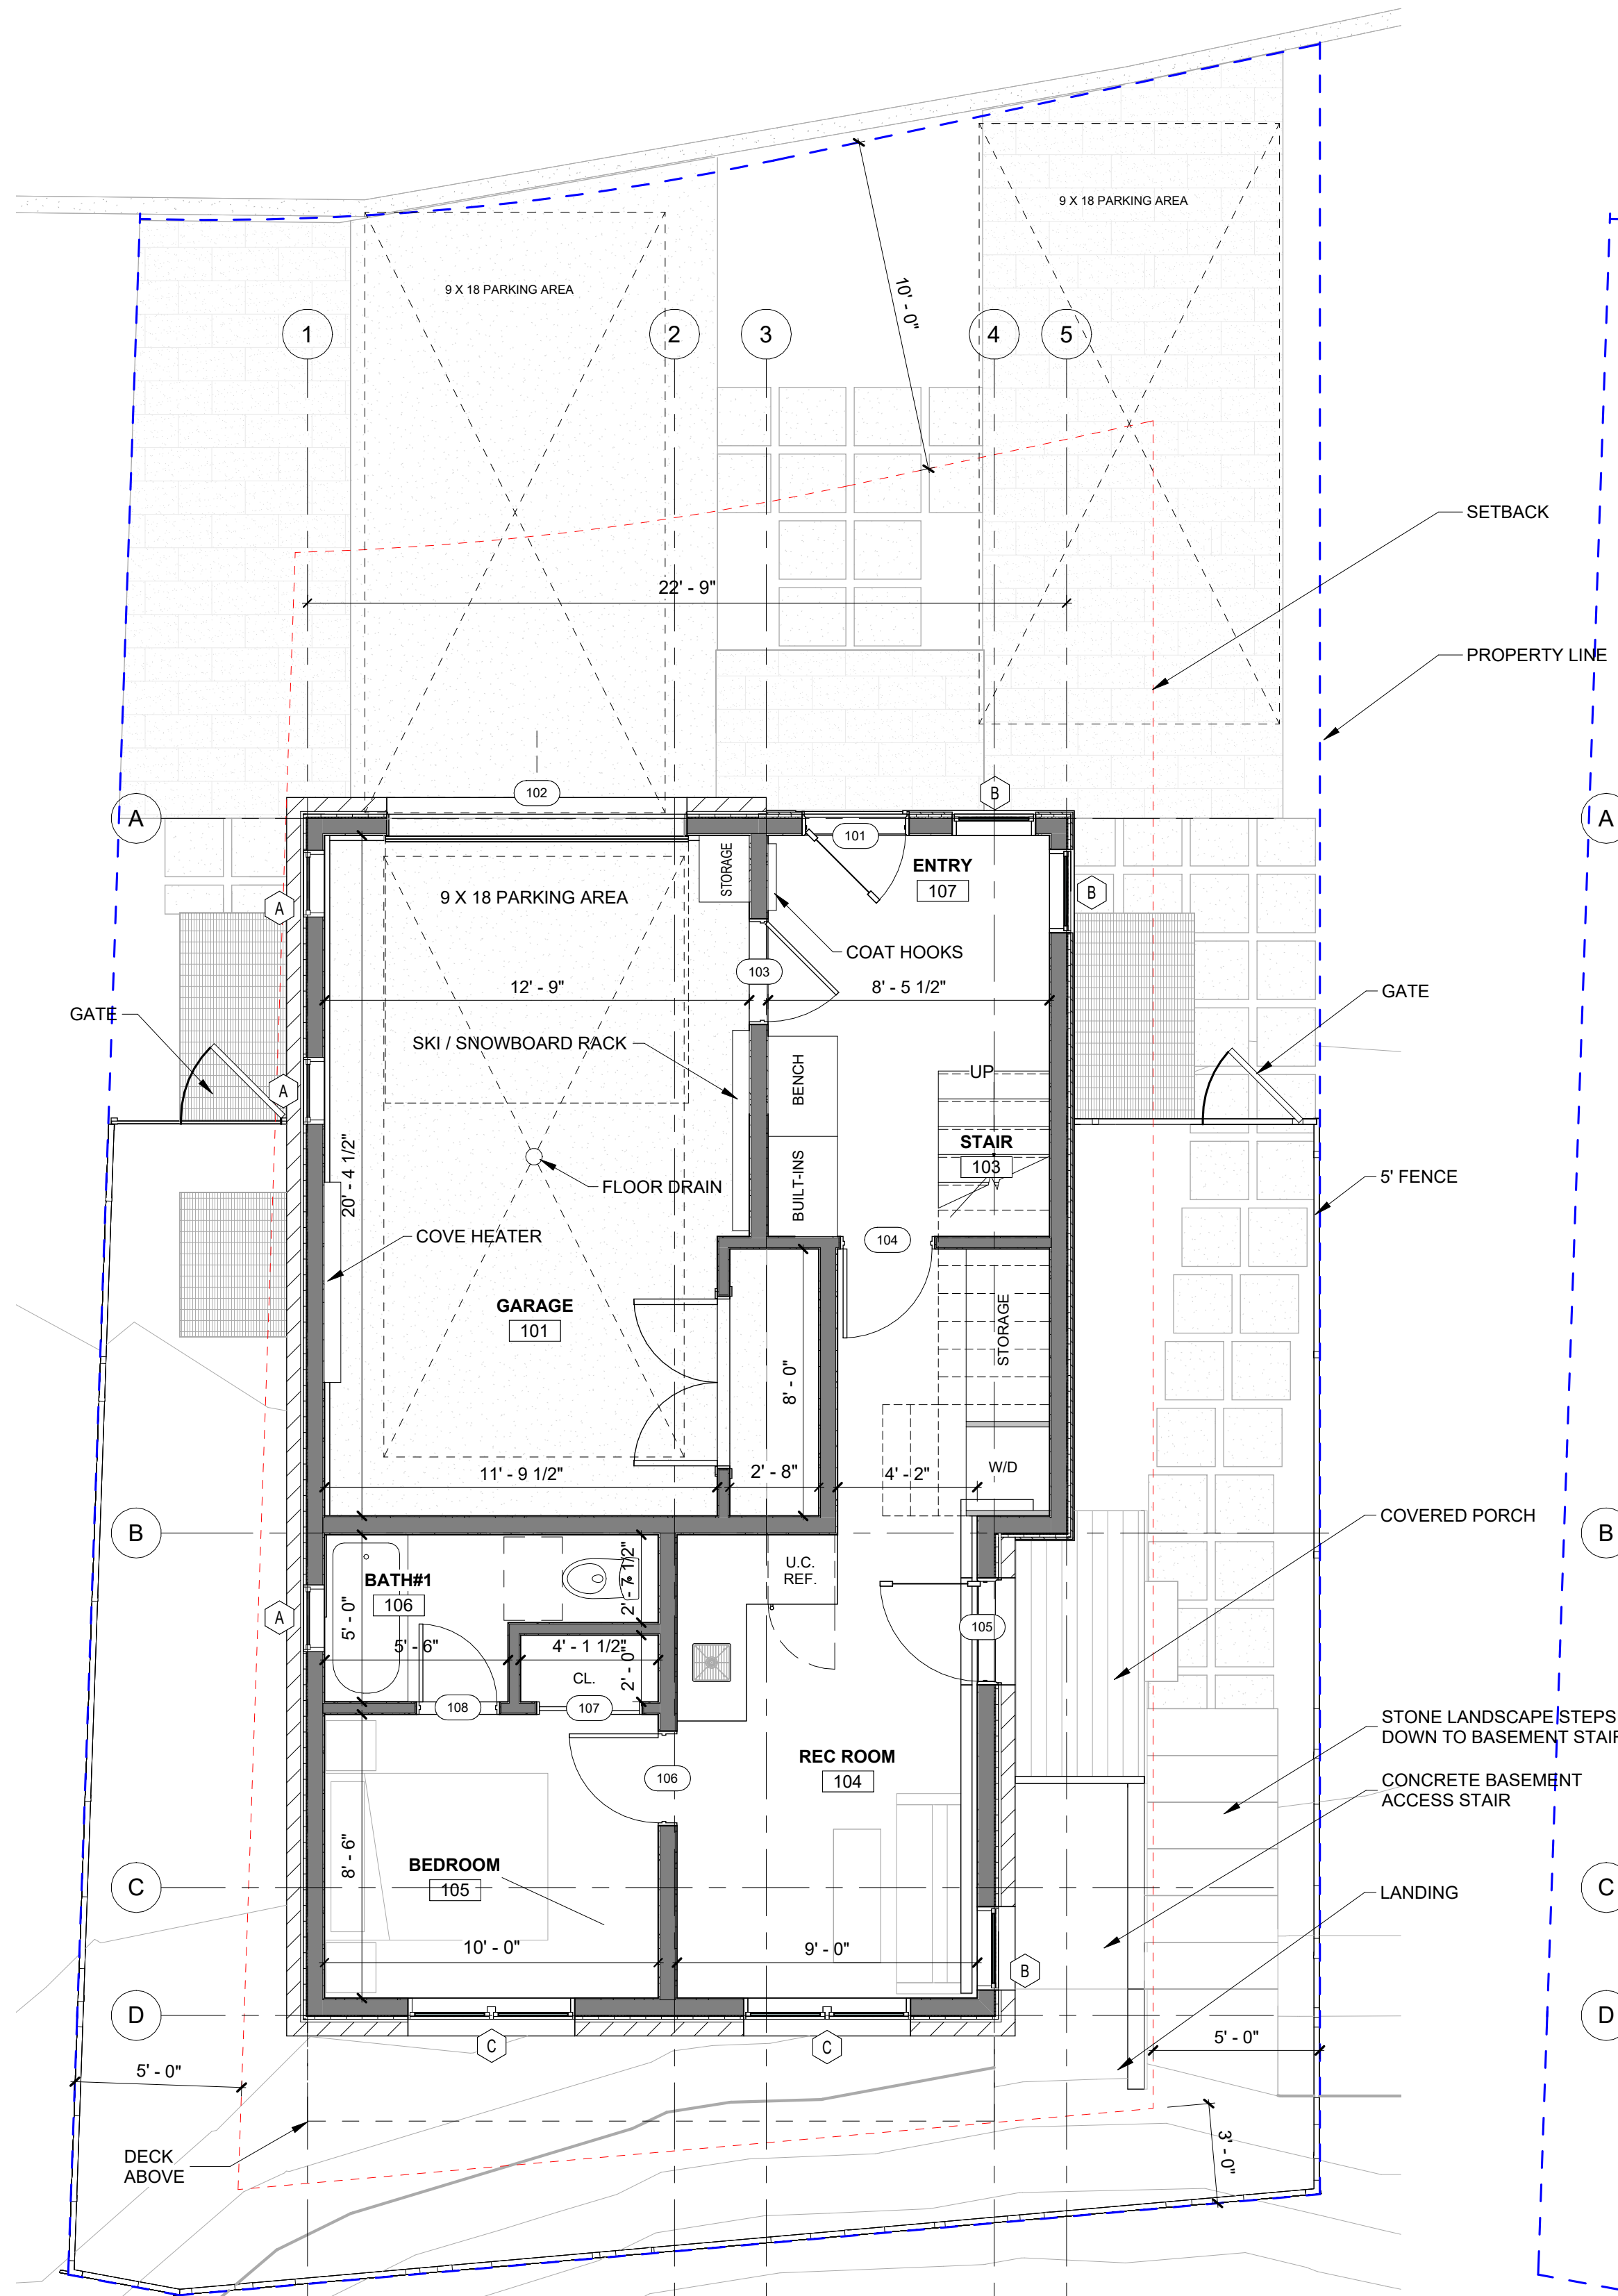 9 X 18 PARKING AREA
9 X 18 PARKING AREA
10' - 0"
1
2
3
4
5
SETBACK
22' - 9"
PROPERTY LINE
102
B
A
A
101
ENTRY
107
STORAGE
9 X 18 PARKING AREA
A
B
COAT HOOKS
103
12' - 9"
8' - 5 1/2"
GATE
GATE
SKI / SNOWBOARD RACK
UP
A
BENCH
STAIR
103
20' - 4 1/2"
FLOOR DRAIN
BUILT-INS
5' FENCE
COVE HEATER
104
GARAGE
101
STORAGE
8' - 0"
11' - 9 1/2"
2' - 8"
4' - 2"
W/D
COVERED PORCH
B
B
U.C.
REF.
BATH#1
106
2' - 7 1/2"
A
5' - 0"
105
5' - 6"
4' - 1 1/2"
CL.
2' - 0"
108
107
STONE LANDSCAPE STEPS
DOWN TO BASEMENT STAIR
REC ROOM
104
106
CONCRETE BASEMENT
ACCESS STAIR
BEDROOM
105
8' - 6"
C
C
LANDING
10' - 0"
9' - 0"
B
D
D
C
C
5' - 0"
5' - 0"
3' - 0"
DECK
ABOVE